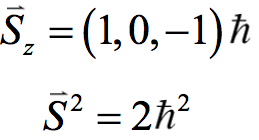 S⃗_z = (1, 0, −1) ℏ
S⃗² = 2ℏ²